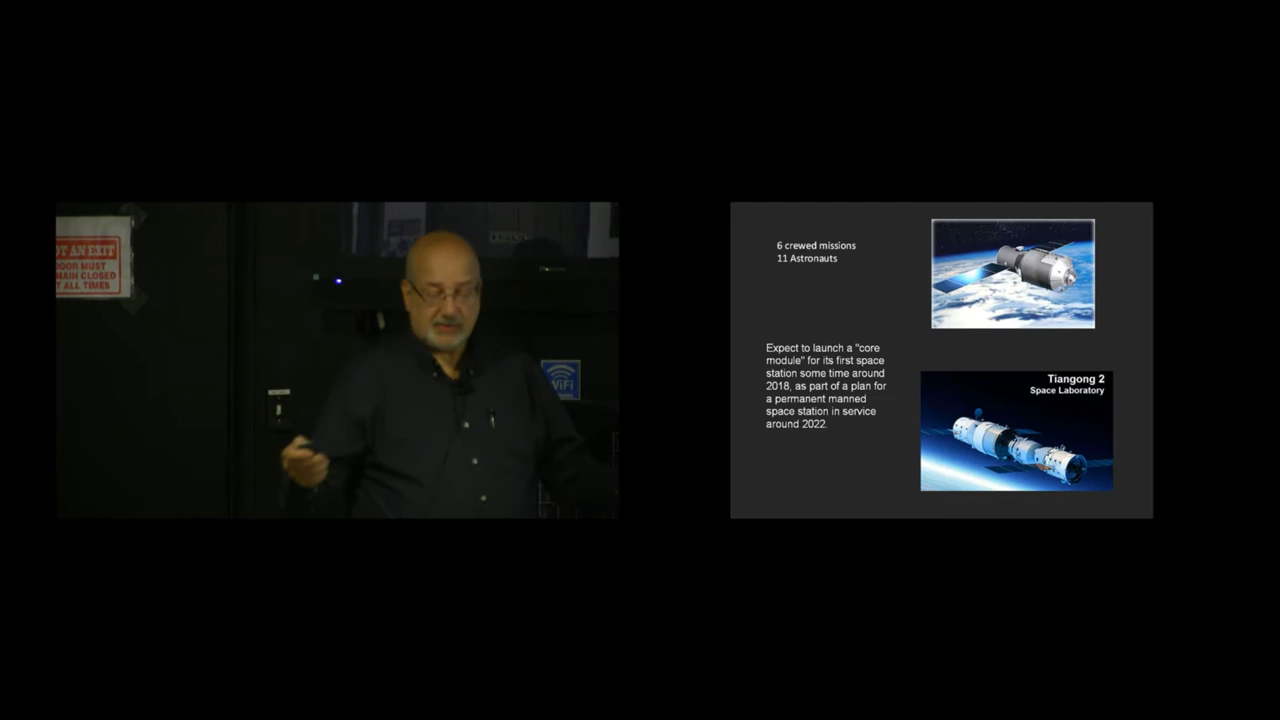 OT AN EXIT
DOOR MUST
MAIN CLOSED
T ALL TIMES
WiFi
6 crewed missions
11 Astronauts
Expect to launch a "core
module" for its first space
station some time around
2018, as part of a plan for
a permanent manned
space station in service
around 2022.
Tiangong 2
Space Laboratory